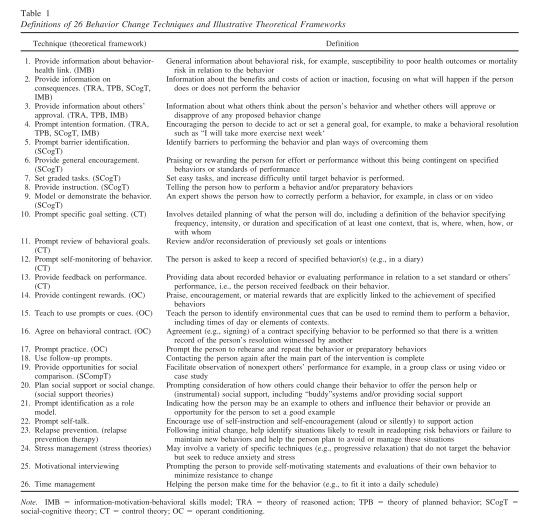 Table 1
Definitions of 26 Behavior Change Techniques and Illustrative Theoretical Frameworks
Technique (theoretical framework) Definition
1. Provide information about behavior- General information about behavioral risk, for example, susceptibility to poor health outcomes or mortality
health link. (IMB) risk in relation to the behavior
2. Provide information on Information about the benefits and costs of action or inaction, focusing on what will happen if the person
consequences. (TRA, TPB, SCogT, does or does not perform the behavior
IMB)
3. Provide information about others' Information about what others think about the person's behavior and whether others will approve or
approval. (TRA, TPB, IMB) disapprove of any proposed behavior change
4. Prompt intention formation. (TRA, Encouraging the person to decide to act or set a general goal, for example, to make a behavioral resolution
TPB, SCogT, IMB) such as "I will take more exercise next week'
5. Prompt barrier identification. Identify barriers to performing the behavior and plan ways of overcoming them
(SCogT)
6. Provide general encouragement. Praising or rewarding the person for effort or performance without this being contingent on specified
(SCogT) behaviors or standards of performance
7. Set graded tasks. (SCogT) Set easy tasks, and increase difficulty until target behavior is performed.
8. Provide instruction. (SCogT) Telling the person how to perform a behavior and/or preparatory behaviors
9. Model or demonstrate the behavior. An expert shows the person how to correctly perform a behavior, for example, in class or on video
(SCogT)
10. Prompt specific goal setting. (CT) Involves detailed planning of what the person will do, including a definition of the behavior specifying
frequency, intensity, or duration and specification of at least one context, that is, where, when, how, or
with whom
11. Prompt review of behavioral goals. Review and/or reconsideration of previously set goals or intentions
(CT)
12. Prompt self-monitoring of behavior. The person is asked to keep a record of specified behavior(s) (e.g., in a diary)
(CT)
13. Provide feedback on performance. Providing data about recorded behavior or evaluating performance in relation to a set standard or others'
(CT) performance, i.e., the person received feedback on their behavior.
14. Provide contingent rewards. (OC) Praise, encouragement, or material rewards that are explicitly linked to the achievement of specified
behaviors
15. Teach to use prompts or cues. (OC) Teach the person to identify environmental cues that can be used to remind them to perform a behavior,
including times of day or elements of contexts.
16. Agree on behavioral contract. (OC) Agreement (e.g., signing) of a contract specifying behavior to be performed so that there is a written
record of the person's resolution witnessed by another
17. Prompt practice. (OC) Prompt the person to rehearse and repeat the behavior or preparatory behaviors
18. Use follow-up prompts. Contacting the person again after the main part of the intervention is complete
19. Provide opportunities for social Facilitate observation of nonexpert others' performance for example, in a group class or using video or
comparison. (SCompT) case study
20. Plan social support or social change. Prompting consideration of how others could change their behavior to offer the person help or
(social support theories) (instrumental) social support, including "buddy"systems and/or providing social support
21. Prompt identification as a role Indicating how the person may be an example to others and influence their behavior or provide an
model. opportunity for the person to set a good example
22. Prompt self-talk. Encourage use of self-instruction and self-encouragement (aloud or silently) to support action
23. Relapse prevention. (relapse Following initial change, help identify situations likely to result in readopting risk behaviors or failure to
prevention therapy) maintain new behaviors and help the person plan to avoid or manage these situations
24. Stress management (stress theories) May involve a variety of specific techniques (e.g., progressive relaxation) that do not target the behavior
but seek to reduce anxiety and stress
25. Motivational interviewing Prompting the person to provide self-motivating statements and evaluations of their own behavior to
minimize resistance to change
26. Time management Helping the person make time for the behavior (e.g., to fit it into a daily schedule)
Note. IMB = information-motivation-behavioral skills model; TRA = theory of reasoned action; TPB = theory of planned behavior; SCogT =
social-cognitive theory; CT = control theory; OC = operant conditioning.